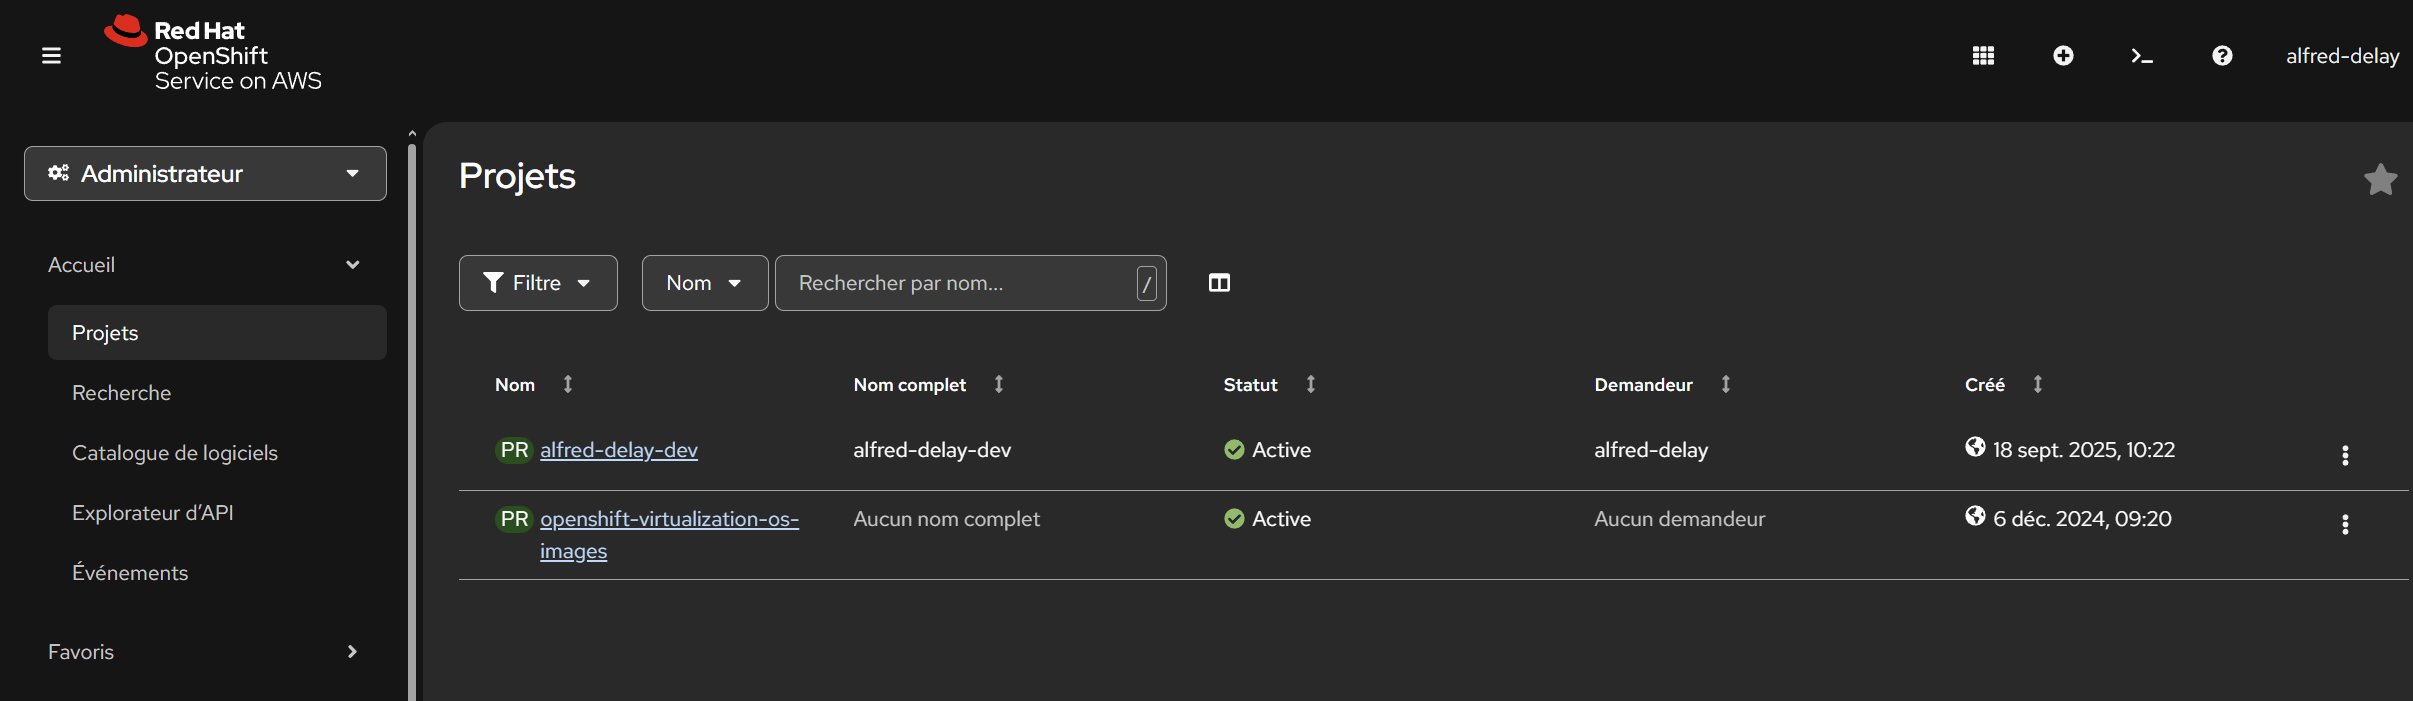 Red Hat
OpenShift
Service on AWS
alfred-delay
Administrateur
Accueil
Projets
Recherche
Catalogue de logiciels
Explorateur d’API
Événements
Favoris
Projets
Filtre
Nom
Rechercher par nom...
/
Nom Nom complet Statut Demandeur Créé
PR alfred-delay-dev alfred-delay-dev Active alfred-delay 18 sept. 2025, 10:22
PR openshift-virtualization-os- Aucun nom complet Active Aucun demandeur 6 déc. 2024, 09:20
images